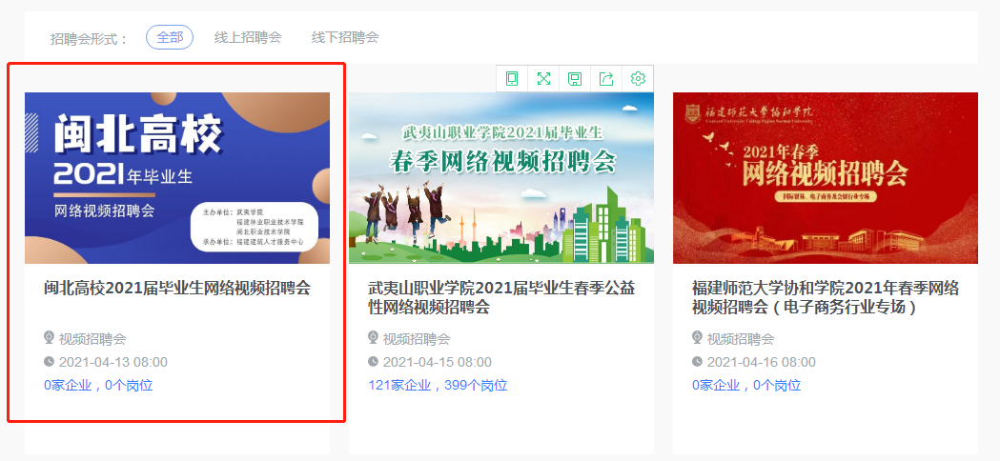 招聘会形式： 全部 线上招聘会 线下招聘会
闽北高校
2021年毕业生
网络视频招聘会
主办单位：武夷学院
福建林业职业技术学院
闽北职业技术学院
承办单位：福建建筑人才服务中心
闽北高校2021届毕业生网络视频招聘会
视频招聘会
2021-04-13 08:00
0家企业，0个岗位
武夷山职业学院2021届毕业生
春季网络视频招聘会
武夷山职业学院2021届毕业生春季公益
性网络视频招聘会
视频招聘会
2021-04-15 08:00
121家企业，399个岗位
福建师范大学协和学院
2021年春季
网络视频招聘会
国际贸易、电子商务及会展行业专场
福建师范大学协和学院2021年春季网络
视频招聘会（电子商务行业专场）
视频招聘会
2021-04-16 08:00
0家企业，0个岗位